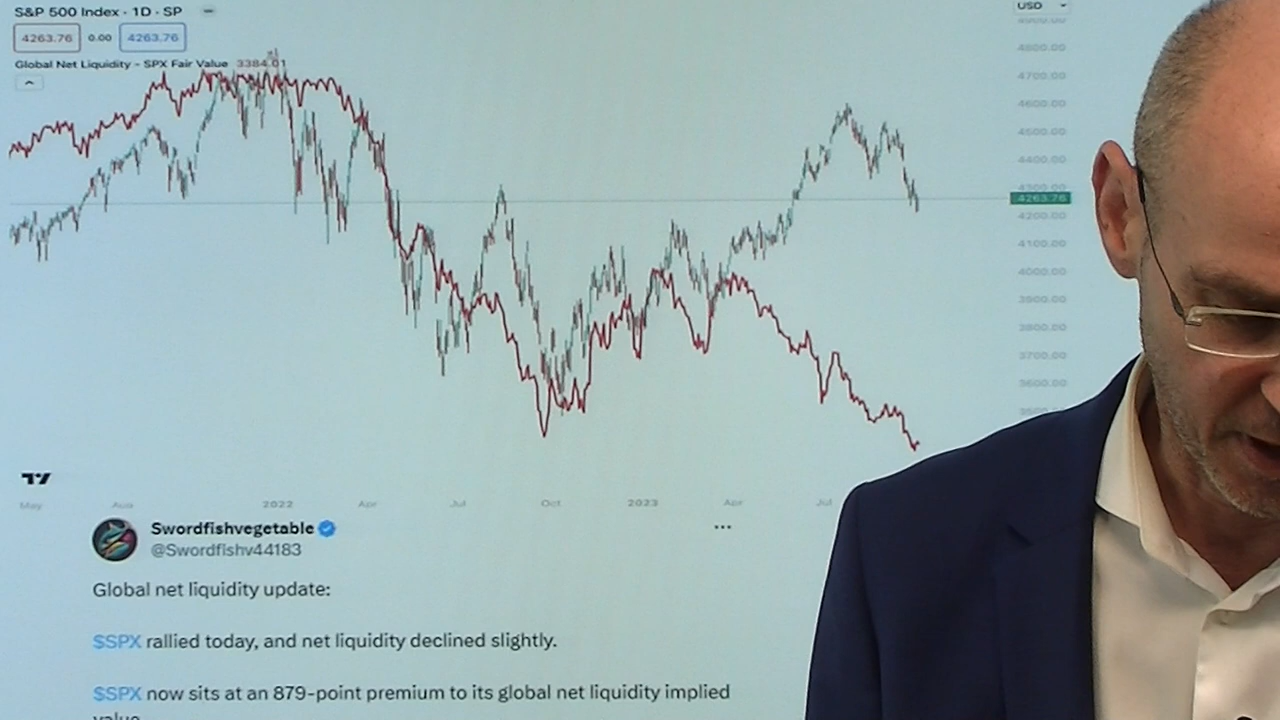 S&P 500 Index · 1D · SP
USD
4263.76 0.00 4263.76
Global Net Liquidity - SPX Fair Value 3384.01
4800.00
4700.00
4600.00
4500.00
4400.00
4300.00
4263.76
4200.00
4100.00
4000.00
3900.00
3800.00
3700.00
3600.00
May Aug 2022 Apr Jul Oct 2023 Apr Jul
Swordfishvegetable
@Swordfishv44183
Global net liquidity update:
$SPX rallied today, and net liquidity declined slightly.
$SPX now sits at an 879-point premium to its global net liquidity implied
value